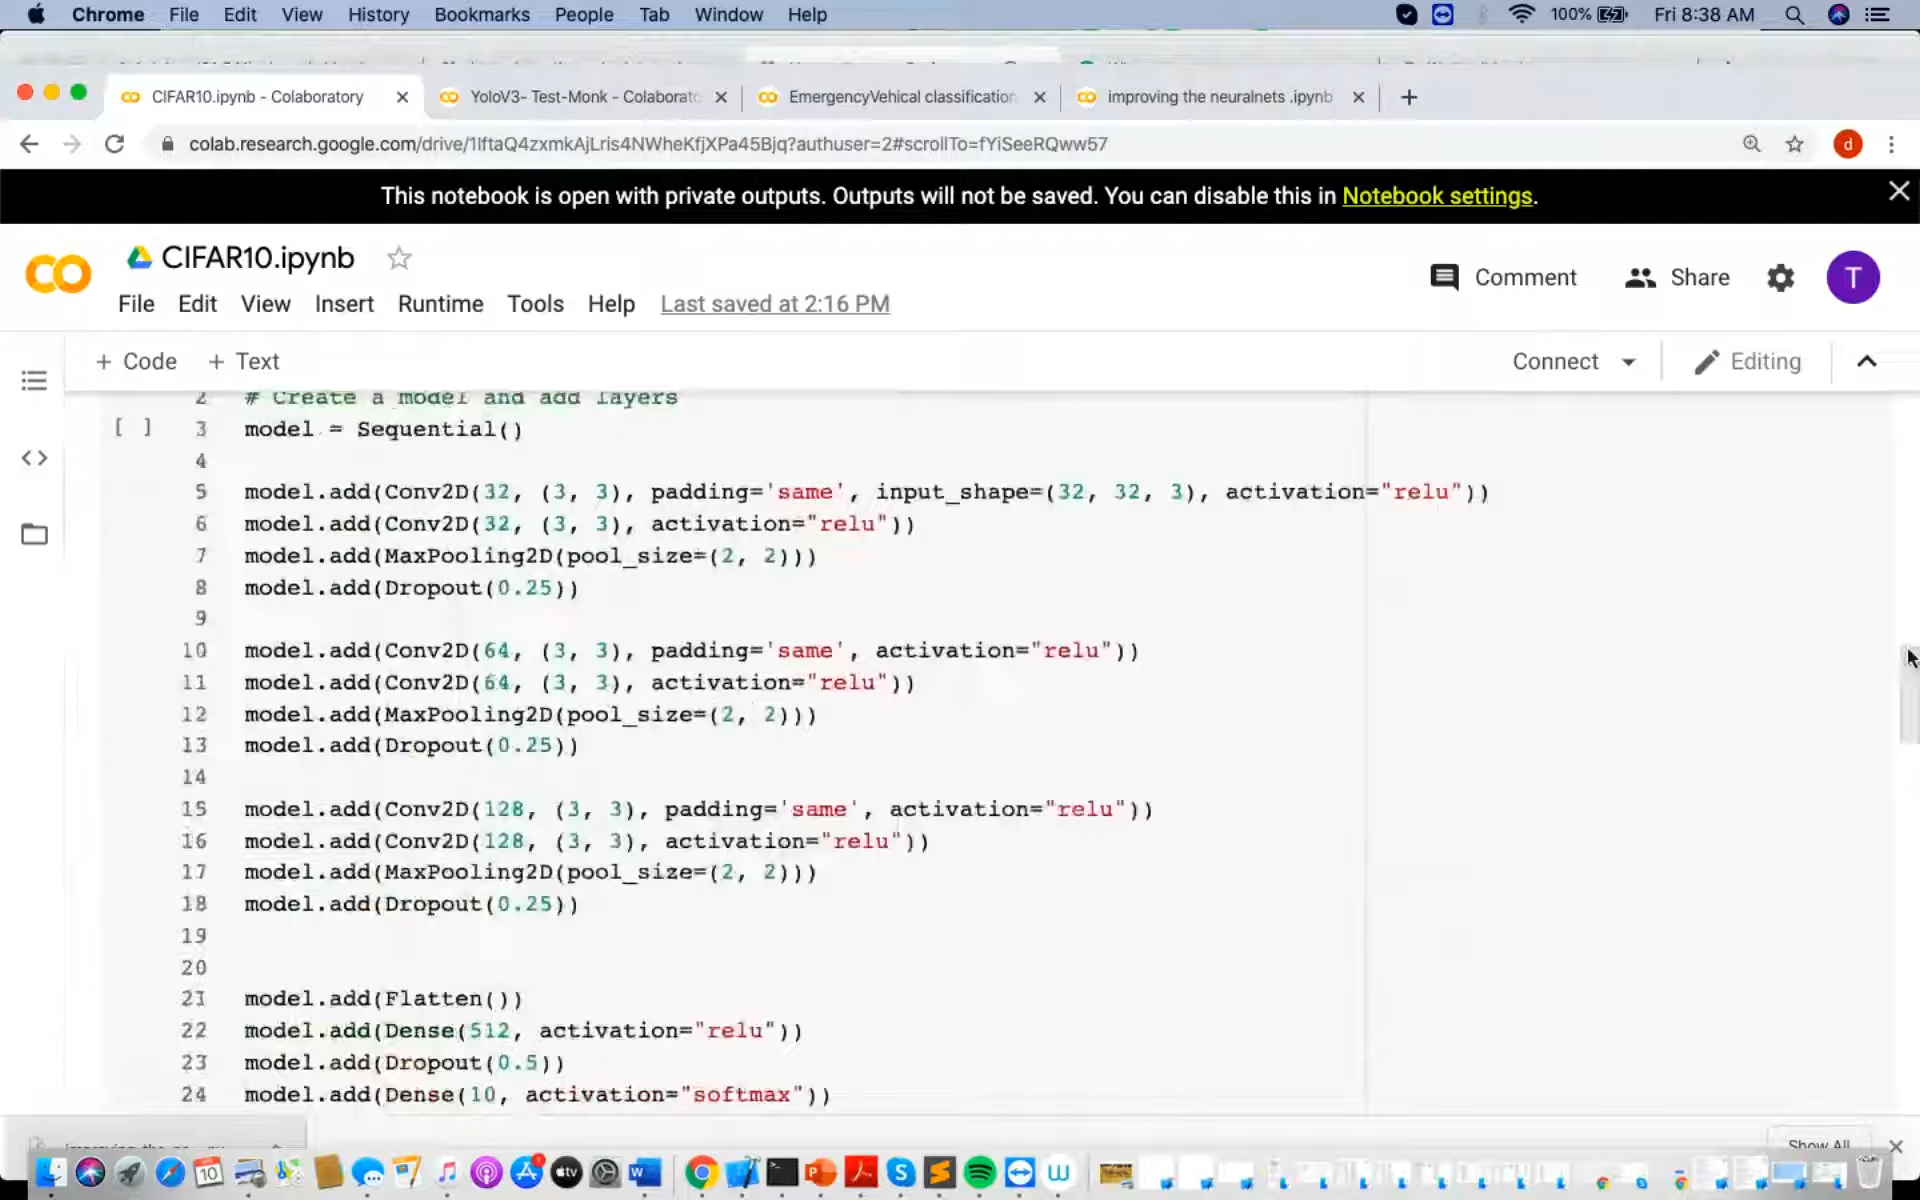 Chrome File Edit View History Bookmarks People Tab Window Help 100% Fri 8:38 AM
CIFAR10.ipynb - Colaboratory YoloV3- Test-Monk - Colaborato EmergencyVehical classification improving the neuralnets .ipynb
colab.research.google.com/drive/1IftaQ4zxmkAjLris4NWheKfjXPa45Bjq?authuser=2#scrollTo=fYiSeeRQww57 d
This notebook is open with private outputs. Outputs will not be saved. You can disable this in Notebook settings.
CO CIFAR10.ipynb Comment Share T
File Edit View Insert Runtime Tools Help Last saved at 2:16 PM
+ Code + Text Connect Editing
2 # Create a model and add layers
[ ] 3 model = Sequential()
4
5 model.add(Conv2D(32, (3, 3), padding='same', input_shape=(32, 32, 3), activation="relu"))
6 model.add(Conv2D(32, (3, 3), activation="relu"))
7 model.add(MaxPooling2D(pool_size=(2, 2)))
8 model.add(Dropout(0.25))
9
10 model.add(Conv2D(64, (3, 3), padding='same', activation="relu"))
11 model.add(Conv2D(64, (3, 3), activation="relu"))
12 model.add(MaxPooling2D(pool_size=(2, 2)))
13 model.add(Dropout(0.25))
14
15 model.add(Conv2D(128, (3, 3), padding='same', activation="relu"))
16 model.add(Conv2D(128, (3, 3), activation="relu"))
17 model.add(MaxPooling2D(pool_size=(2, 2)))
18 model.add(Dropout(0.25))
19
20
21 model.add(Flatten())
22 model.add(Dense(512, activation="relu"))
23 model.add(Dropout(0.5))
24 model.add(Dense(10, activation="softmax"))
Show All
10 tv W P S S W